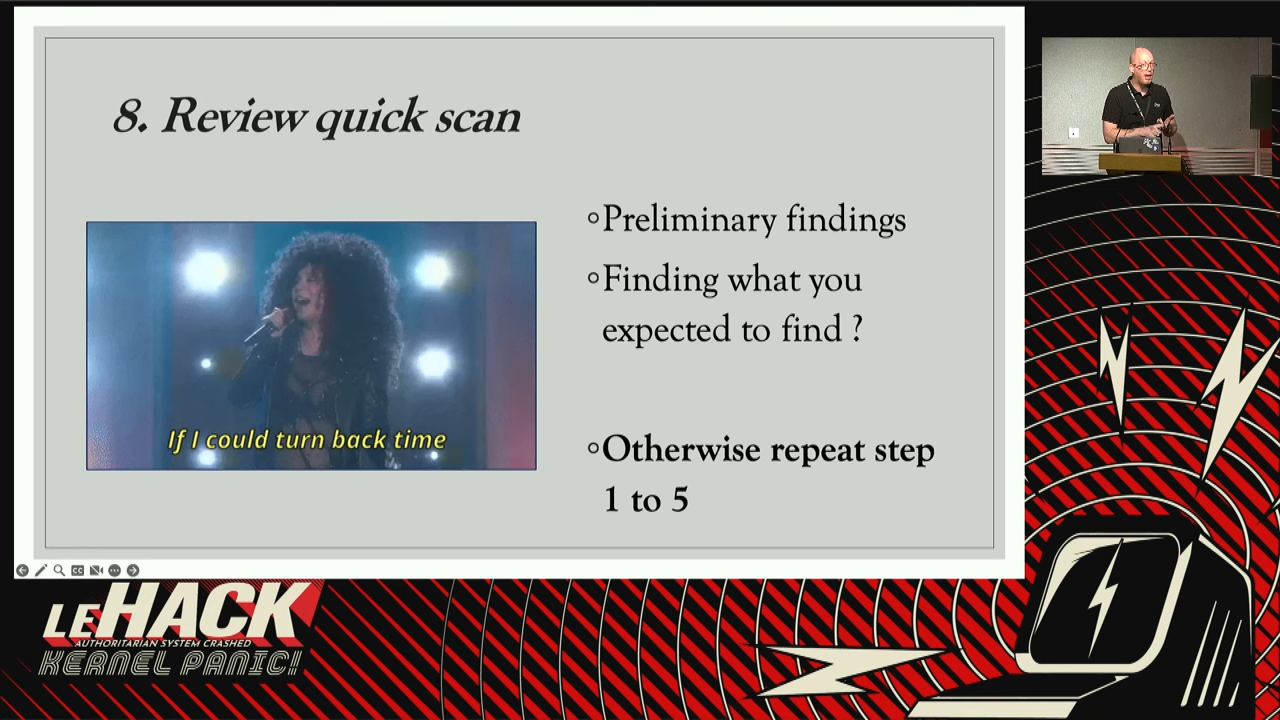 8. Review quick scan
◦Preliminary findings
◦Finding what you
expected to find ?
◦Otherwise repeat step
1 to 5
If I could turn back time
CC
LEHACK
AUTHORITARIAN SYSTEM CRASHED
KERNEL PANIC!